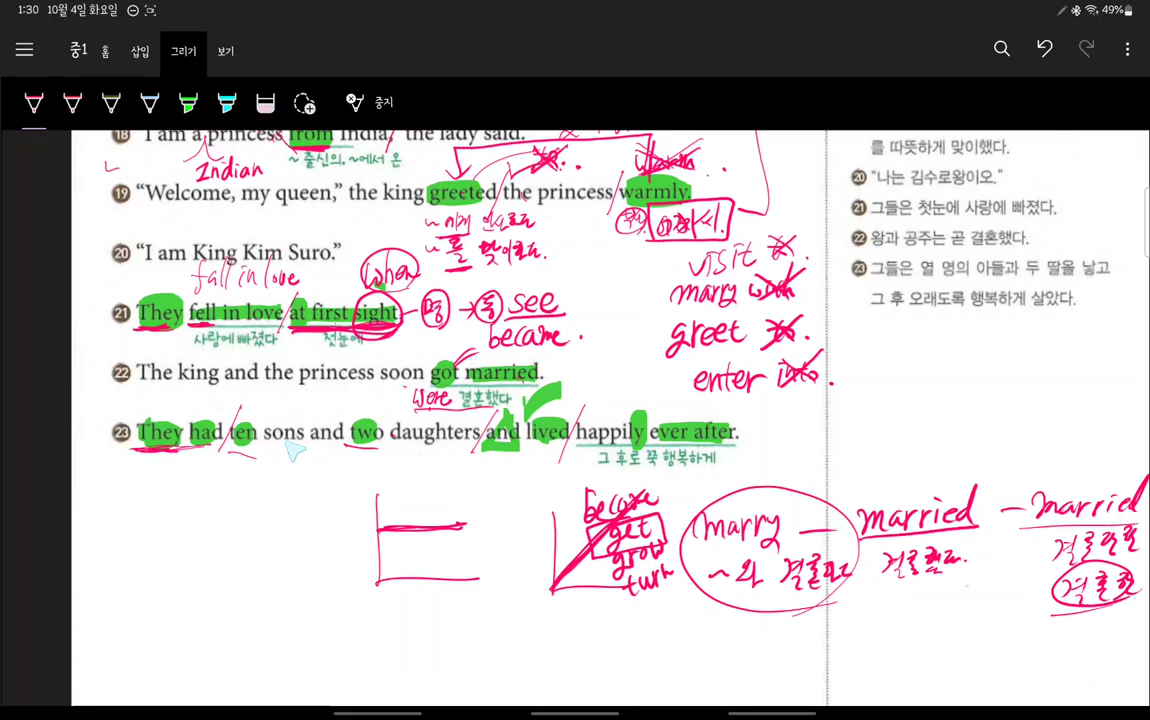 1:30 10월 4일 화요일 49%
중1 홈 삽입 그리기 보기
중지
18 "I am a princess from India," the lady said.
Indian ~ 출신의, ~에서 온
를 따뜻하게 맞이했다.
19 "Welcome, my queen," the king greeted the princess warmly.
20 "나는 김수로왕이오."
~에게 인사하다
~를 맞이하다.
21 그들은 첫눈에 사랑에 빠졌다.
20 "I am King Kim Suro."
22 왕과 공주는 곧 결혼했다.
fall in love when
visit
23 그들은 열 명의 아들과 두 딸을 낳고
marry with
그 후 오래도록 행복하게 살았다.
21 They fell in love at first sight. 명 → 동 see
사랑에 빠졌다 첫눈에
became.
greet
22 The king and the princess soon got married.
enter into
were 결혼했다
23 They had ten sons and two daughters and lived happily ever after.
그 후로 쭉 행복하게
become
get
grow
turn
marry — married — married
~와 결혼하다 결혼했다. 결혼한